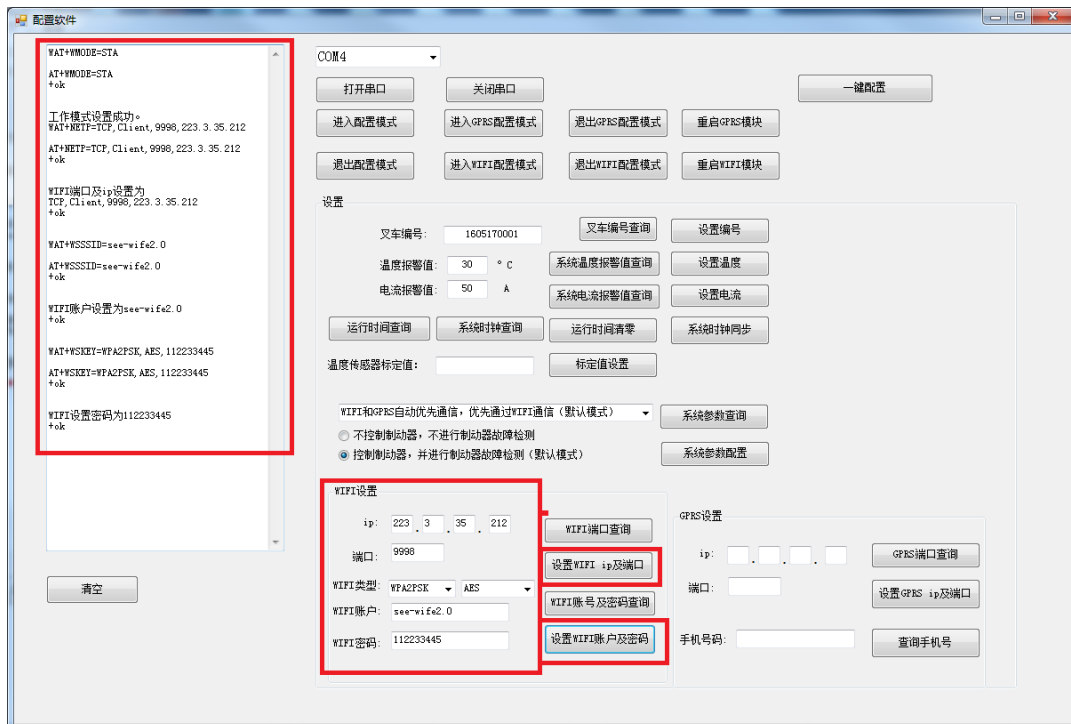 配置软件
WAT+WMODE=STA
AT+WMODE=STA
+ok
工作模式设置成功。
WAT+NETP=TCP,Client,9998,223.3.35.212
AT+NETP=TCP,Client,9998,223.3.35.212
+ok
WIFI端口及ip设置为
TCP,Client,9998,223.3.35.212
+ok
WAT+WSSSID=see-wife2.0
AT+WSSSID=see-wife2.0
+ok
WIFI账户设置为see-wife2.0
+ok
WAT+WSKEY=WPA2PSK,AES,112233445
AT+WSKEY=WPA2PSK,AES,112233445
+ok
WIFI设置密码为112233445
+ok
清空
COM4
打开串口 关闭串口 一键配置
进入配置模式 进入GPRS配置模式 退出GPRS配置模式 重启GPRS模块
退出配置模式 进入WIFI配置模式 退出WIFI配置模式 重启WIFI模块
设置
叉车编号: 1605170001 叉车编号查询 设置编号
温度报警值: 30 ° C 系统温度报警值查询 设置温度
电流报警值: 50 A 系统电流报警值查询 设置电流
运行时间查询 系统时钟查询 运行时间清零 系统时钟同步
温度传感器标定值: 标定值设置
WIFI和GPRS自动优先通信，优先通过WIFI通信（默认模式） 系统参数查询
不控制制动器，不进行制动器故障检测
控制制动器，并进行制动器故障检测（默认模式） 系统参数配置
WIFI设置
ip: 223 . 3 . 35 . 212 WIFI端口查询
端口: 9998 设置WIFI ip及端口
WIFI类型: WPA2PSK AES
WIFI账户: see-wife2.0 WIFI账号及密码查询
WIFI密码: 112233445 设置WIFI账户及密码
GPRS设置
ip: . . . GPRS端口查询
端口: 设置GPRS ip及端口
手机号码: 查询手机号